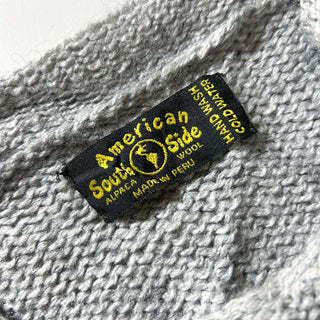 American
South Side
ALPACA WOOL
MADE IN PERU
HAND WASH
COLD WATER